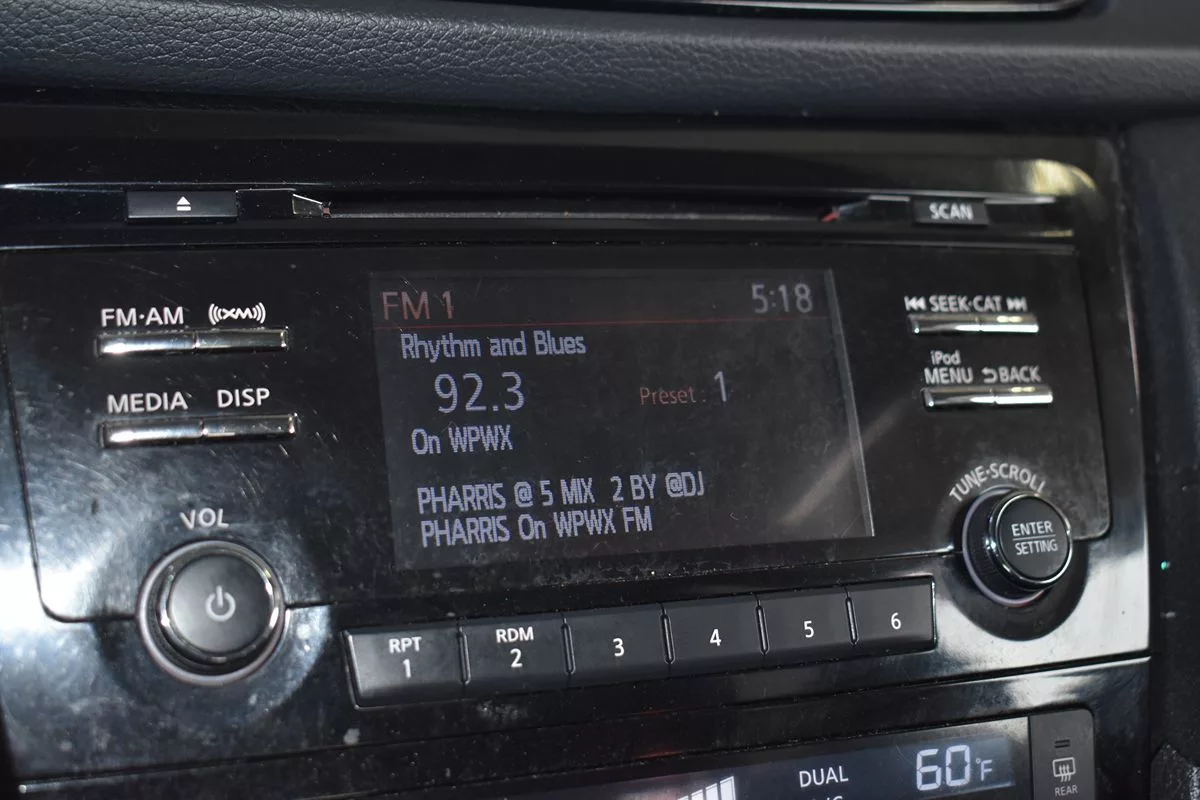 SCAN
FM·AM
XM
FM 1
5:18
SEEK·CAT
Rhythm and Blues
iPod
MENU BACK
MEDIA
DISP
92.3
Preset : 1
On WPWX
PHARRIS @ 5 MIX 2 BY @DJ
PHARRIS On WPWX FM
TUNE·SCROLL
VOL
ENTER
SETTING
RPT
1
RDM
2
3
4
5
6
DUAL
60°F
REAR